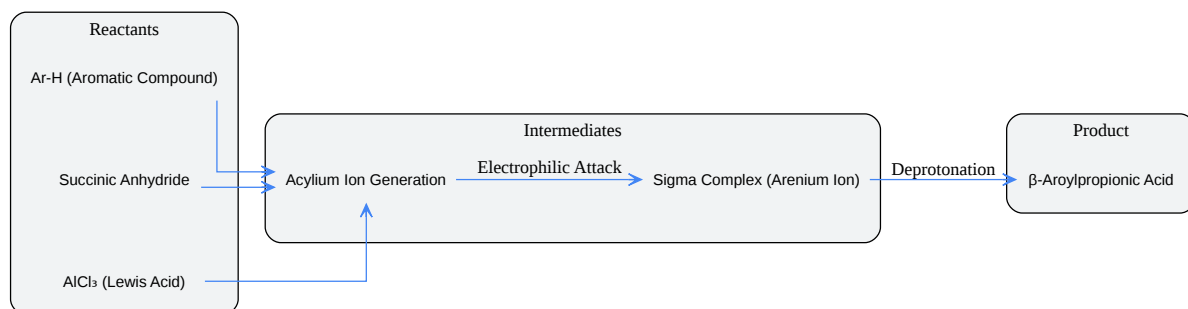 Reactants
Ar-H (Aromatic Compound)
Succinic Anhydride
AlCl₃ (Lewis Acid)
Intermediates
Acylium Ion Generation
Electrophilic Attack
Sigma Complex (Arenium Ion)
Deprotonation
Product
β-Aroylpropionic Acid